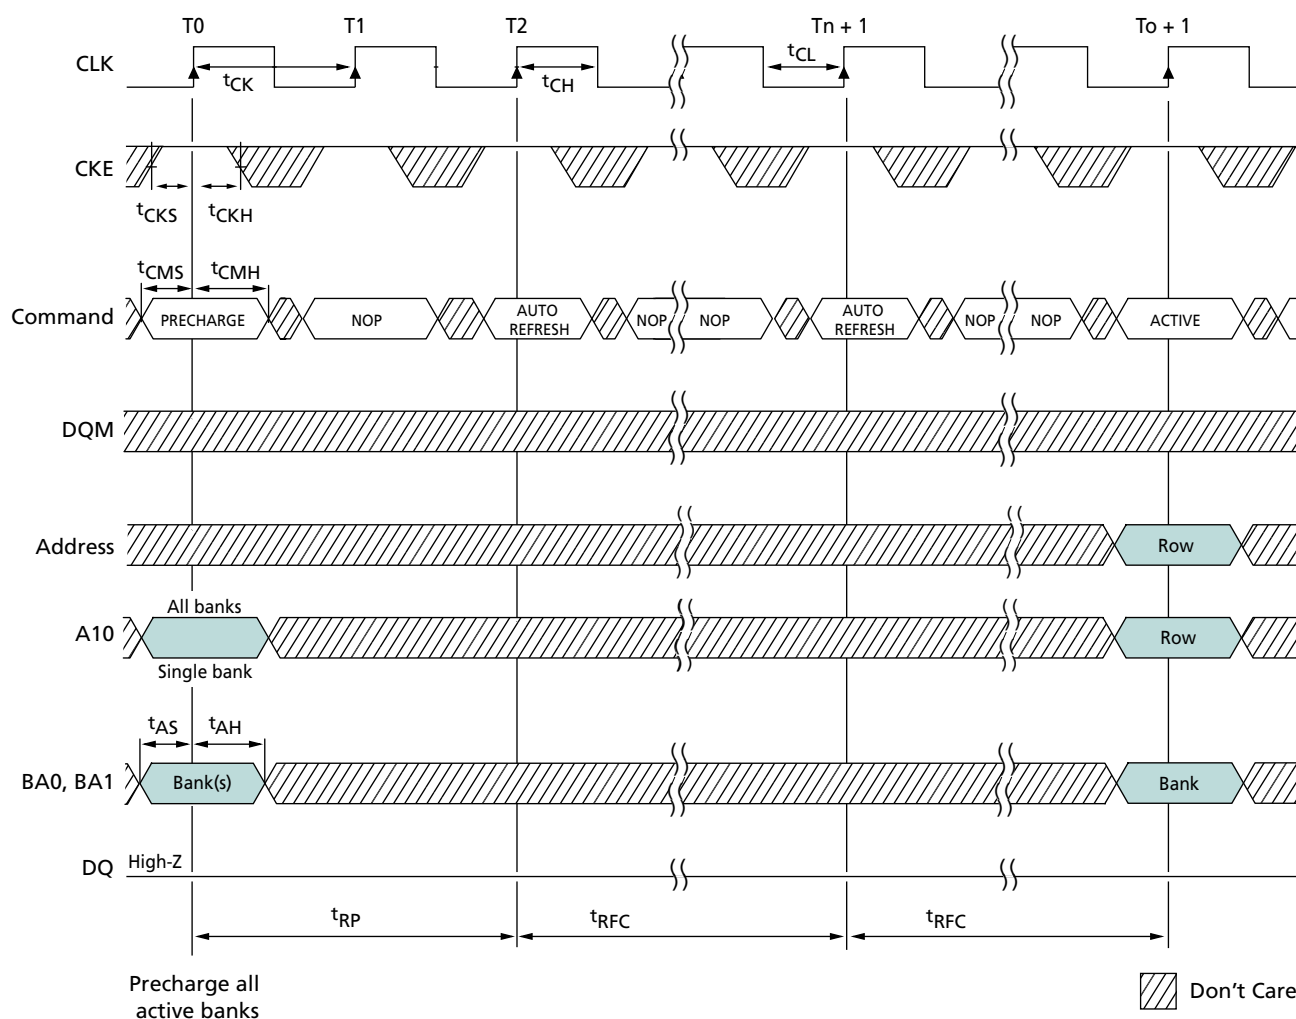 T0 T1 T2 Tn + 1 To + 1
CLK
tCK tCH tCL
CKE
tCKS tCKH
tCMS tCMH
Command PRECHARGE NOP AUTO REFRESH NOP NOP AUTO REFRESH NOP NOP ACTIVE
DQM
Address Row
All banks
A10 Row
Single bank
tAS tAH
BA0, BA1 Bank(s) Bank
DQ High-Z
tRP tRFC tRFC
Precharge all
active banks
Don't Care